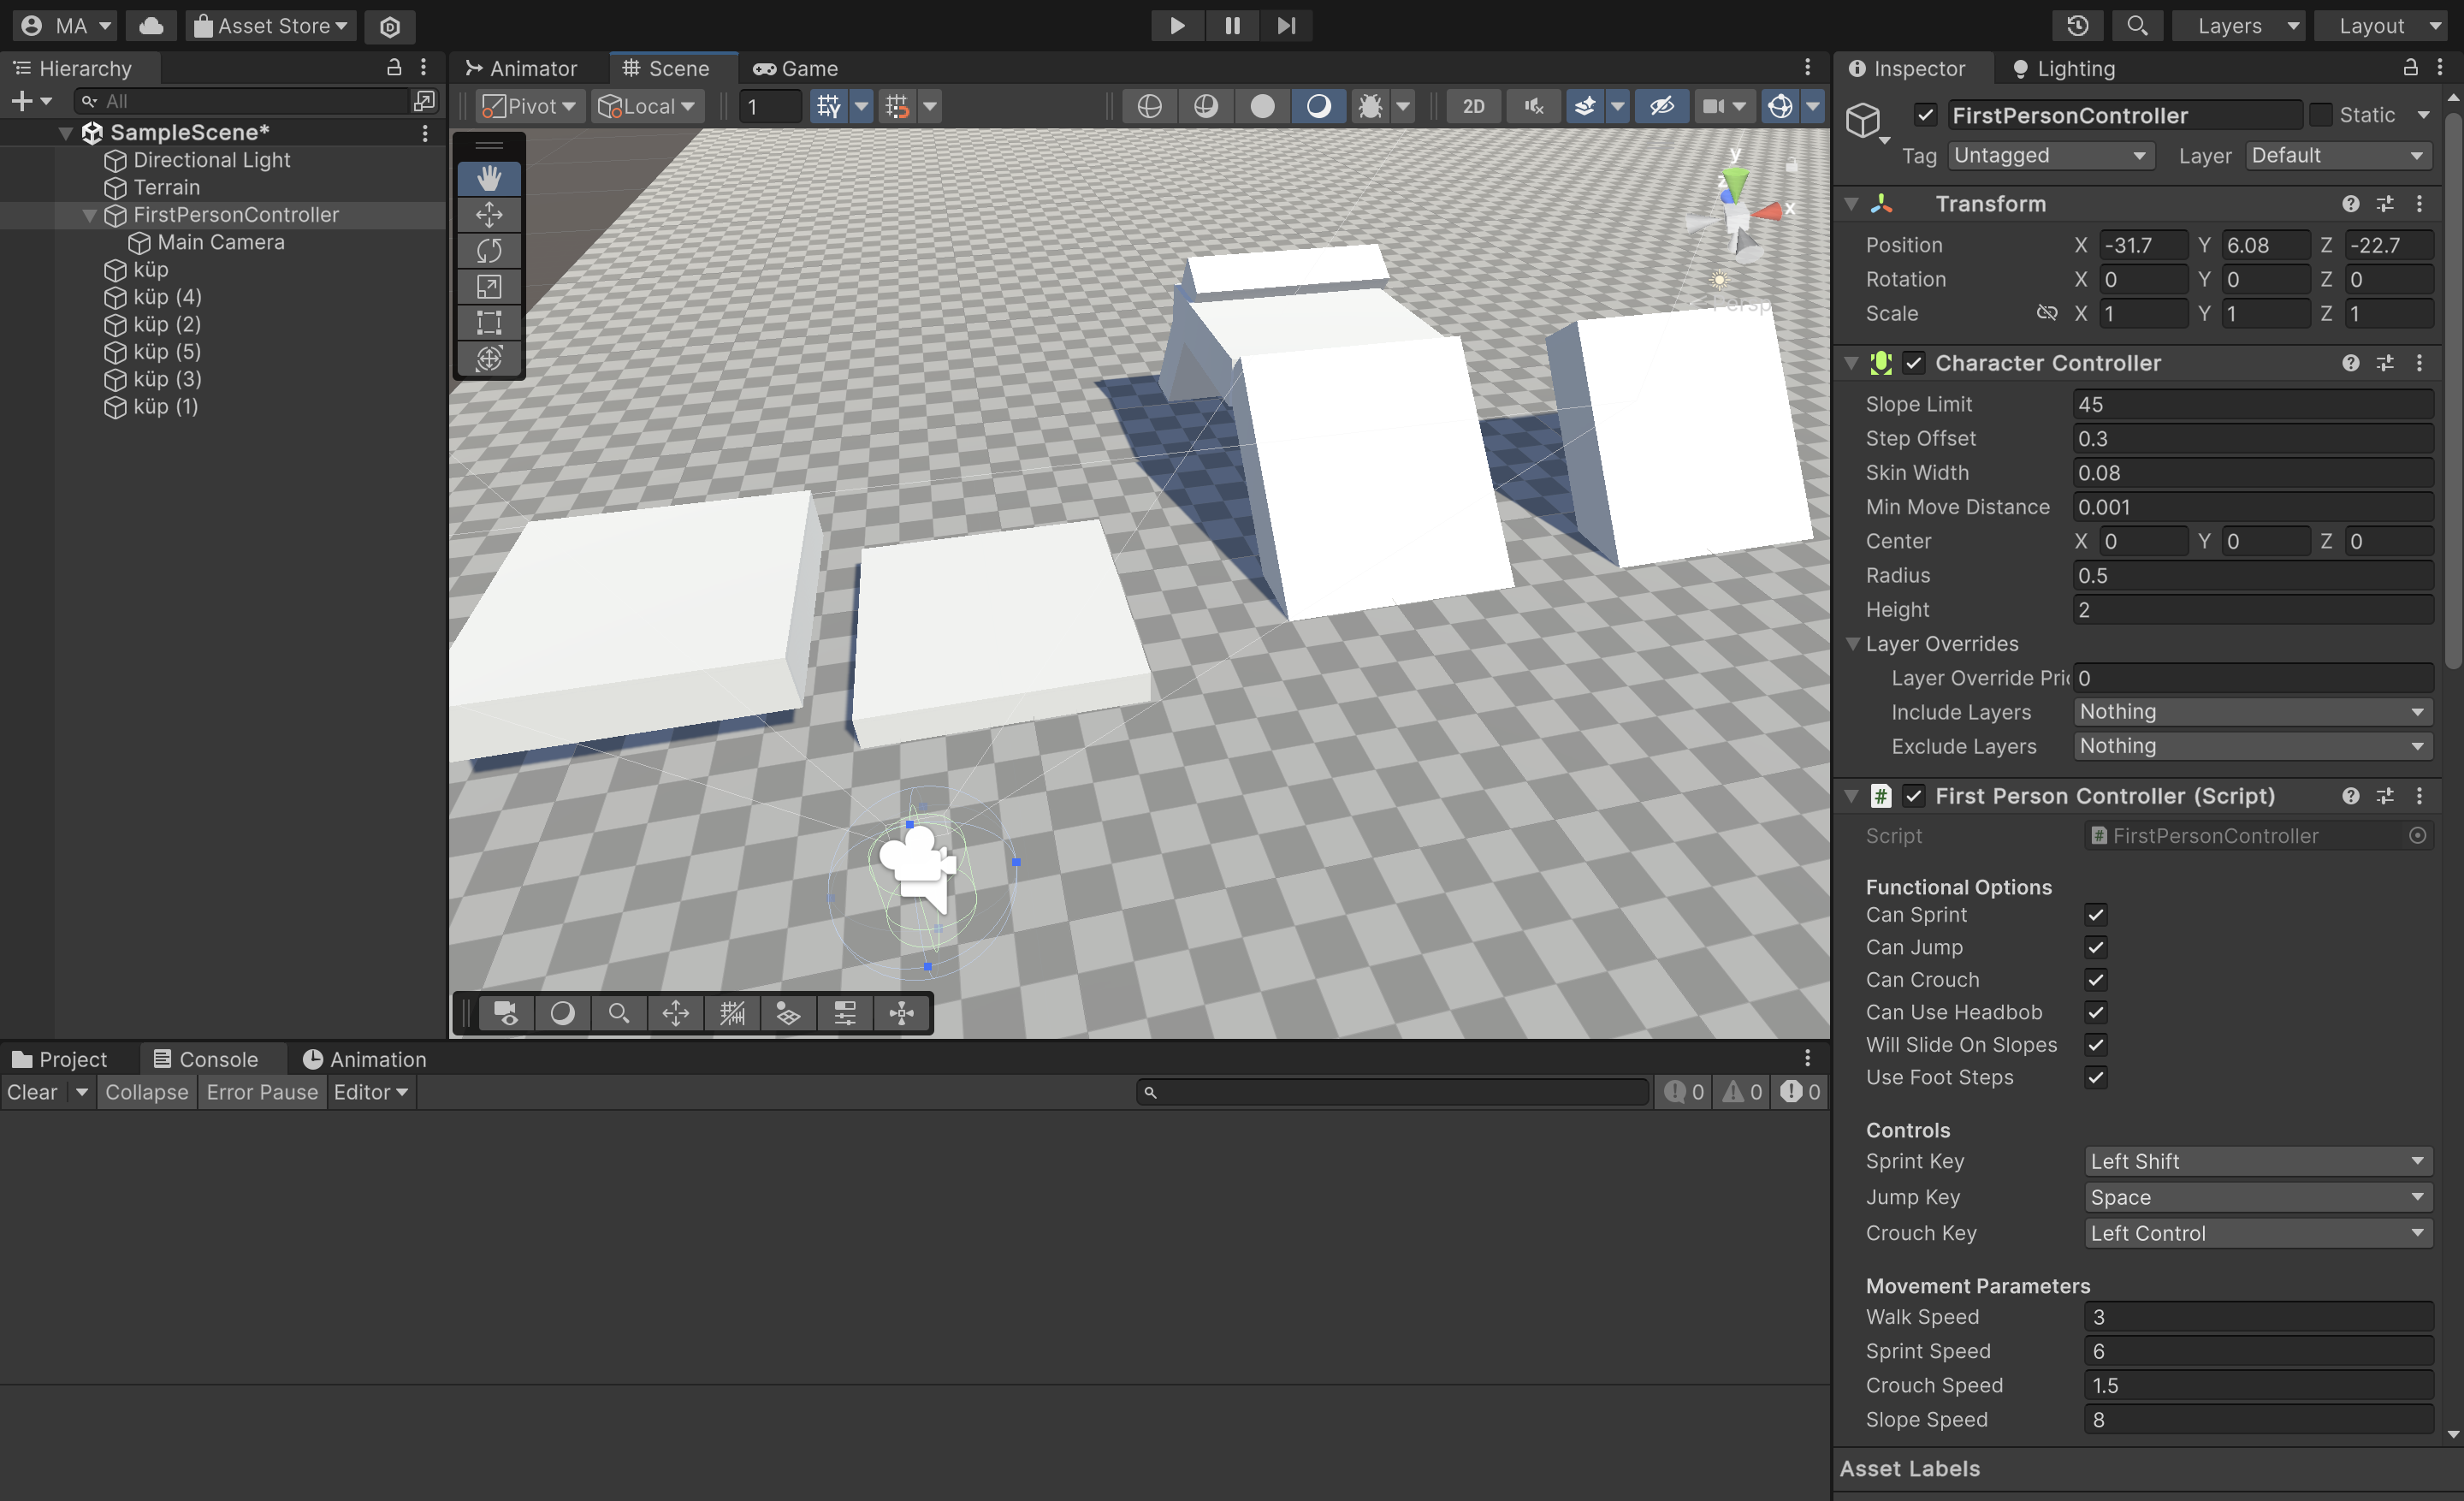 MA Asset Store Layers Layout
Hierarchy
All
SampleScene*
Directional Light
Terrain
FirstPersonController
Main Camera
küp
küp (4)
küp (2)
küp (5)
küp (3)
küp (1)
Animator Scene Game
Pivot Local 1 2D
y
z
x
Persp
Project Console Animation
Clear Collapse Error Pause Editor 0 0 0
Inspector Lighting
FirstPersonController Static
Tag Untagged Layer Default
Transform
Position X -31.7 Y 6.08 Z -22.7
Rotation X 0 Y 0 Z 0
Scale X 1 Y 1 Z 1
Character Controller
Slope Limit 45
Step Offset 0.3
Skin Width 0.08
Min Move Distance 0.001
Center X 0 Y 0 Z 0
Radius 0.5
Height 2
Layer Overrides
Layer Override Pri 0
Include Layers Nothing
Exclude Layers Nothing
# First Person Controller (Script)
Script # FirstPersonController
Functional Options
Can Sprint
Can Jump
Can Crouch
Can Use Headbob
Will Slide On Slopes
Use Foot Steps
Controls
Sprint Key Left Shift
Jump Key Space
Crouch Key Left Control
Movement Parameters
Walk Speed 3
Sprint Speed 6
Crouch Speed 1.5
Slope Speed 8
Asset Labels